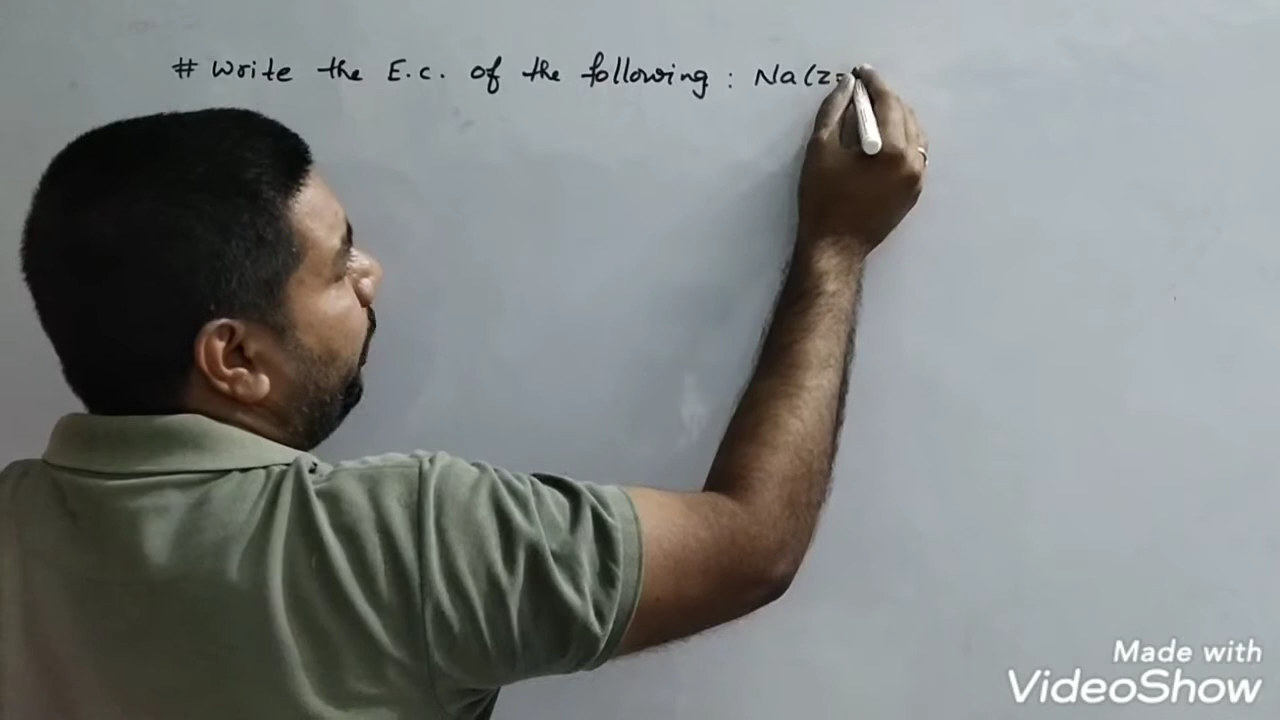 # Write the E.C. of the following : Na(Z=
Made with
VideoShow